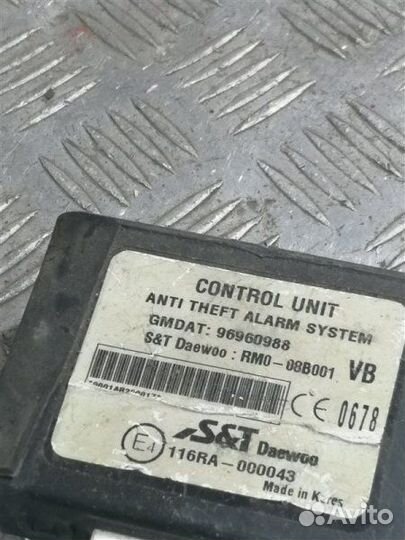 CONTROL UNIT
ANTI THEFT ALARM SYSTEM
GMDAT: 96960988
S&T Daewoo : RM0-08B001 VB
CE 0678
S&T Daewoo
E4 116RA-000043
Made in Korea
Avito